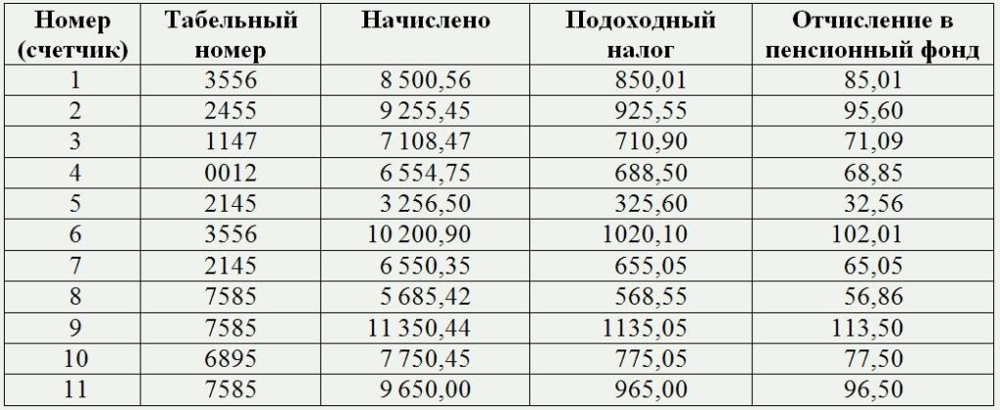 Номер Табельный Начислено Подоходный Отчисление в
(счетчик) номер налог пенсионный фонд
1 3556 8 500,56 850,01 85,01
2 2455 9 255,45 925,55 95,60
3 1147 7 108,47 710,90 71,09
4 0012 6 554,75 688,50 68,85
5 2145 3 256,50 325,60 32,56
6 3556 10 200,90 1020,10 102,01
7 2145 6 550,35 655,05 65,05
8 7585 5 685,42 568,55 56,86
9 7585 11 350,44 1135,05 113,50
10 6895 7 750,45 775,05 77,50
11 7585 9 650,00 965,00 96,50